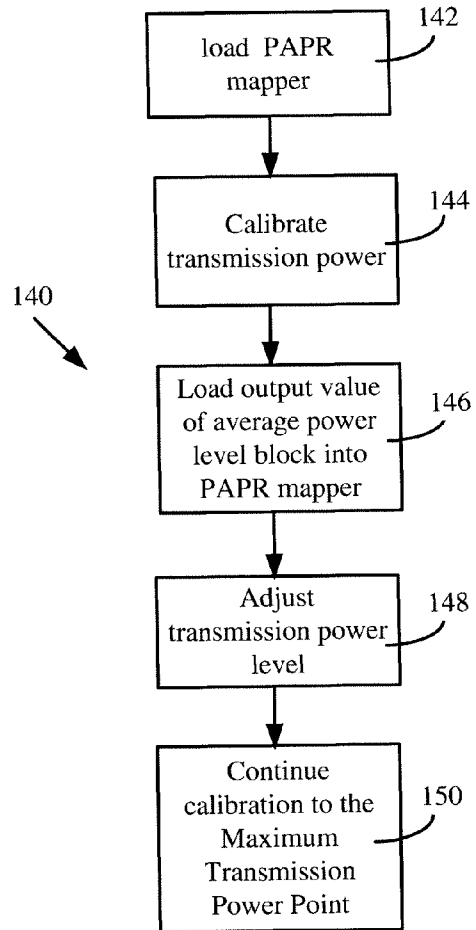 142
load PAPR
mapper
144
Calibrate
transmission power
140
Load output value
of average power
level block into
PAPR mapper
146
Adjust
transmission power
level
148
Continue
calibration to the
Maximum
Transmission
Power Point
150